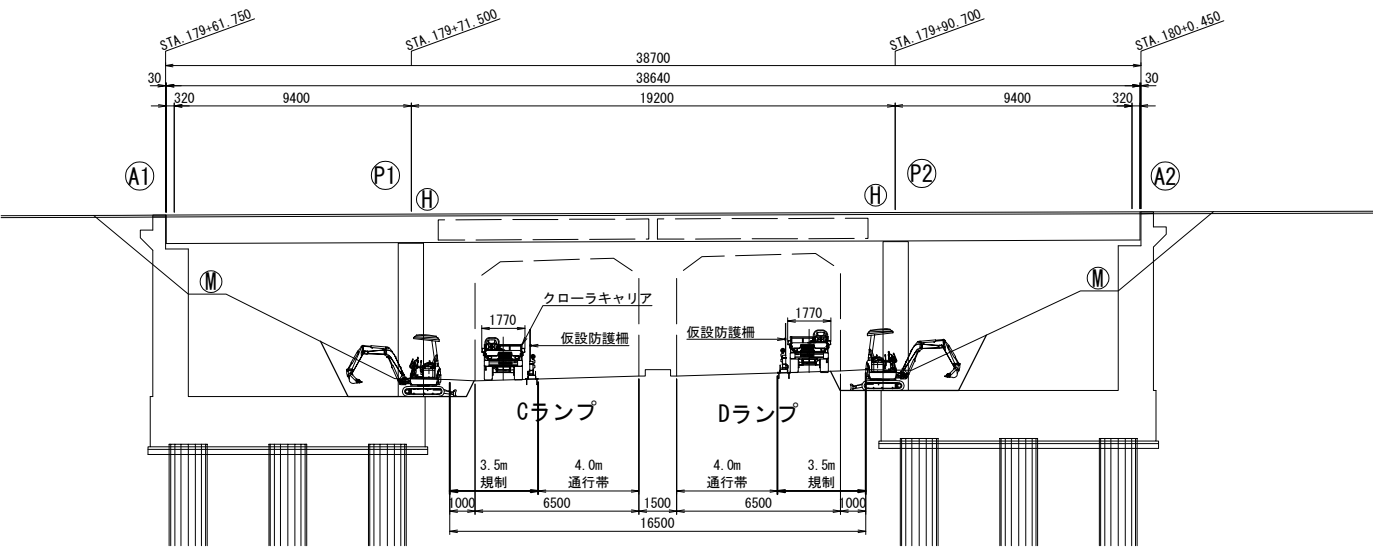 STA.179+61.750
STA.179+71.500
STA.179+90.700
STA.180+0.450
38700
30
38640
30
320
9400
19200
9400
320
A1
P1
H
H
P2
A2
M
M
クローラキャリア
1770
仮設防護柵
仮設防護柵
1770
Cランプ
Dランプ
3.5m
規制
4.0m
通行帯
4.0m
通行帯
3.5m
規制
1000
6500
1500
6500
1000
16500